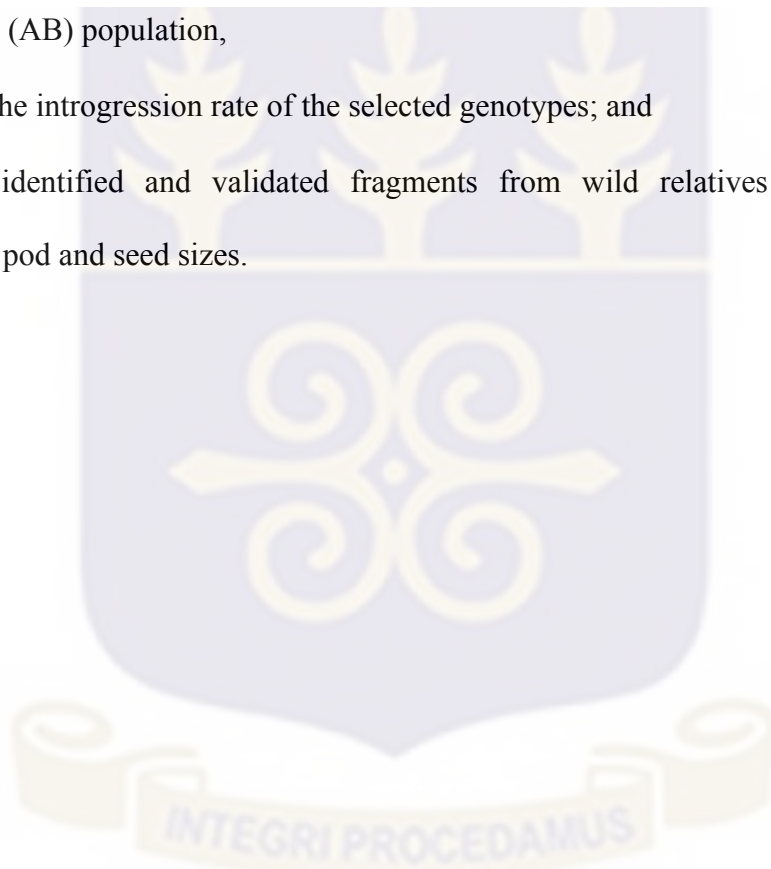 (AB) population,
he introgression rate of the selected genotypes; and
identified and validated fragments from wild relatives
pod and seed sizes.
INTEGRI PROCEDAMUS